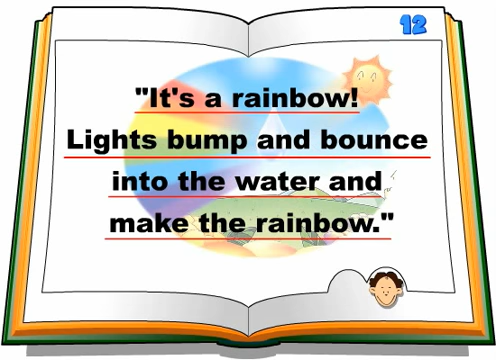 12
"It's a rainbow!
Lights bump and bounce
into the water and
make the rainbow."